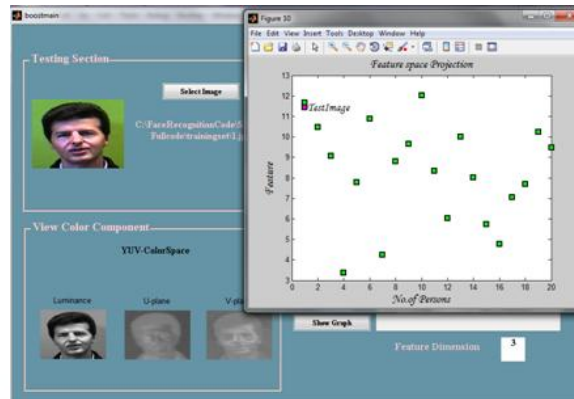 boostmain
Figure 10
File Edit View Insert Tools Desktop Window Help
Testing Section
Select Image
C:\FaceRecognitionCode\S
Fullcode\trainingset\1.j
Feature space Projection
TestImage
Feature
13
12
11
10
9
8
7
6
5
4
3
0 2 4 6 8 10 12 14 16 18 20
No.of Persons
View Color Component
YUV-ColorSpace
Luminance U-plane V-pla
Show Graph
Feature Dimension 3